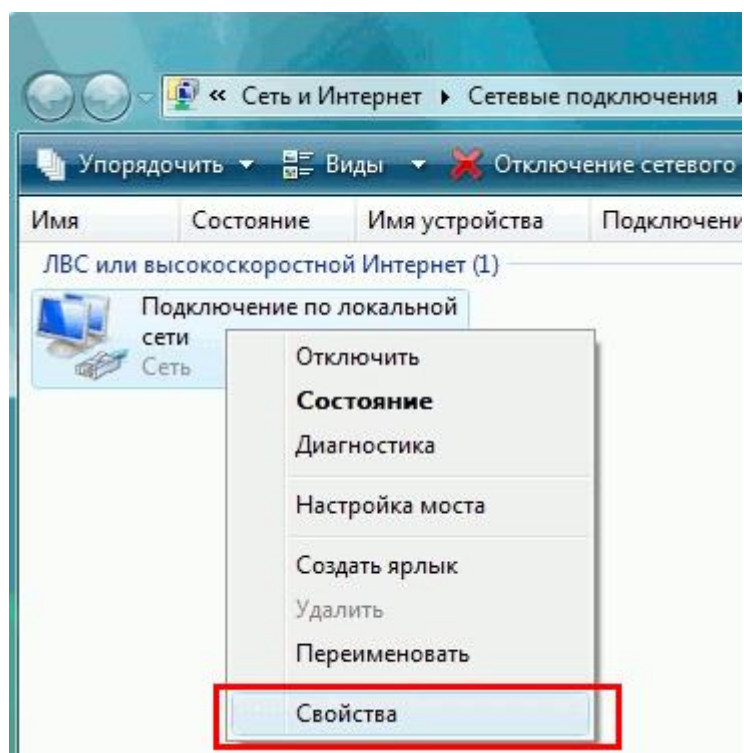 « Сеть и Интернет Сетевые подключения
Упорядочить Виды Отключение сетевого
Имя Состояние Имя устройства Подключени
ЛВС или высокоскоростной Интернет (1)
Подключение по локальной
сети
Сеть
Отключить
Состояние
Диагностика
Настройка моста
Создать ярлык
Удалить
Переименовать
Свойства